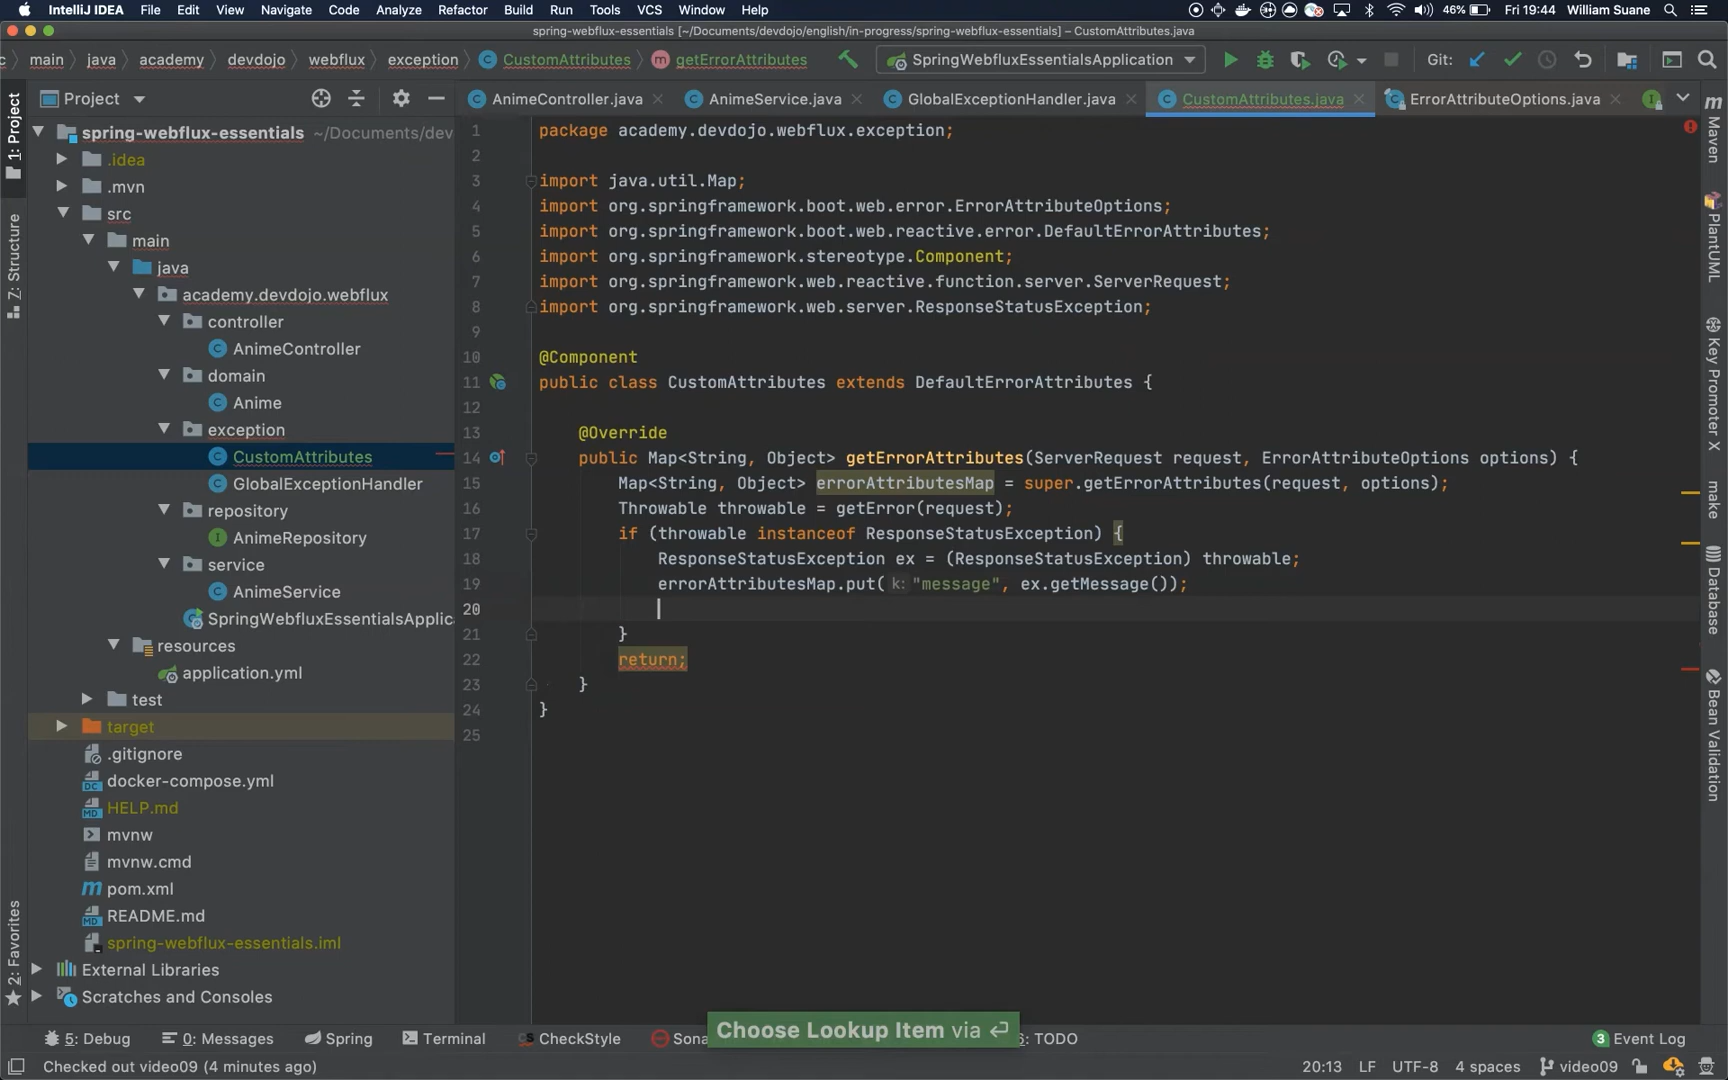 IntelliJ IDEA File Edit View Navigate Code Analyze Refactor Build Run Tools VCS Window Help 46% Fri 19:44 William Suane
spring-webflux-essentials [~/Documents/devdojo/english/in-progress/spring-webflux-essentials] – CustomAttributes.java
main java academy devdojo webflux exception CustomAttributes getErrorAttributes SpringWebfluxEssentialsApplication Git:
Project
AnimeController.java AnimeService.java GlobalExceptionHandler.java CustomAttributes.java ErrorAttributeOptions.java
1: Project
7: Structure
2: Favorites
spring-webflux-essentials ~/Documents/dev
.idea
.mvn
src
main
java
academy.devdojo.webflux
controller
AnimeController
domain
Anime
exception
CustomAttributes
GlobalExceptionHandler
repository
AnimeRepository
service
AnimeService
SpringWebfluxEssentialsApplic
resources
application.yml
test
target
.gitignore
docker-compose.yml
HELP.md
mvnw
mvnw.cmd
pom.xml
README.md
spring-webflux-essentials.iml
External Libraries
Scratches and Consoles
1 package academy.devdojo.webflux.exception;
2
3 import java.util.Map;
4 import org.springframework.boot.web.error.ErrorAttributeOptions;
5 import org.springframework.boot.web.reactive.error.DefaultErrorAttributes;
6 import org.springframework.stereotype.Component;
7 import org.springframework.web.reactive.function.server.ServerRequest;
8 import org.springframework.web.server.ResponseStatusException;
9
10 @Component
11 public class CustomAttributes extends DefaultErrorAttributes {
12
13 @Override
14 public Map<String, Object> getErrorAttributes(ServerRequest request, ErrorAttributeOptions options) {
15 Map<String, Object> errorAttributesMap = super.getErrorAttributes(request, options);
16 Throwable throwable = getError(request);
17 if (throwable instanceof ResponseStatusException) {
18 ResponseStatusException ex = (ResponseStatusException) throwable;
19 errorAttributesMap.put( k: "message", ex.getMessage());
20
21 }
22 return;
23 }
24 }
25
Maven
PlantUML
Key Promoter X
make
Database
Bean Validation
Choose Lookup Item via ⏎
5: Debug 0: Messages Spring Terminal CheckStyle Sona 6: TODO 3 Event Log
Checked out video09 (4 minutes ago) 20:13 LF UTF-8 4 spaces video09